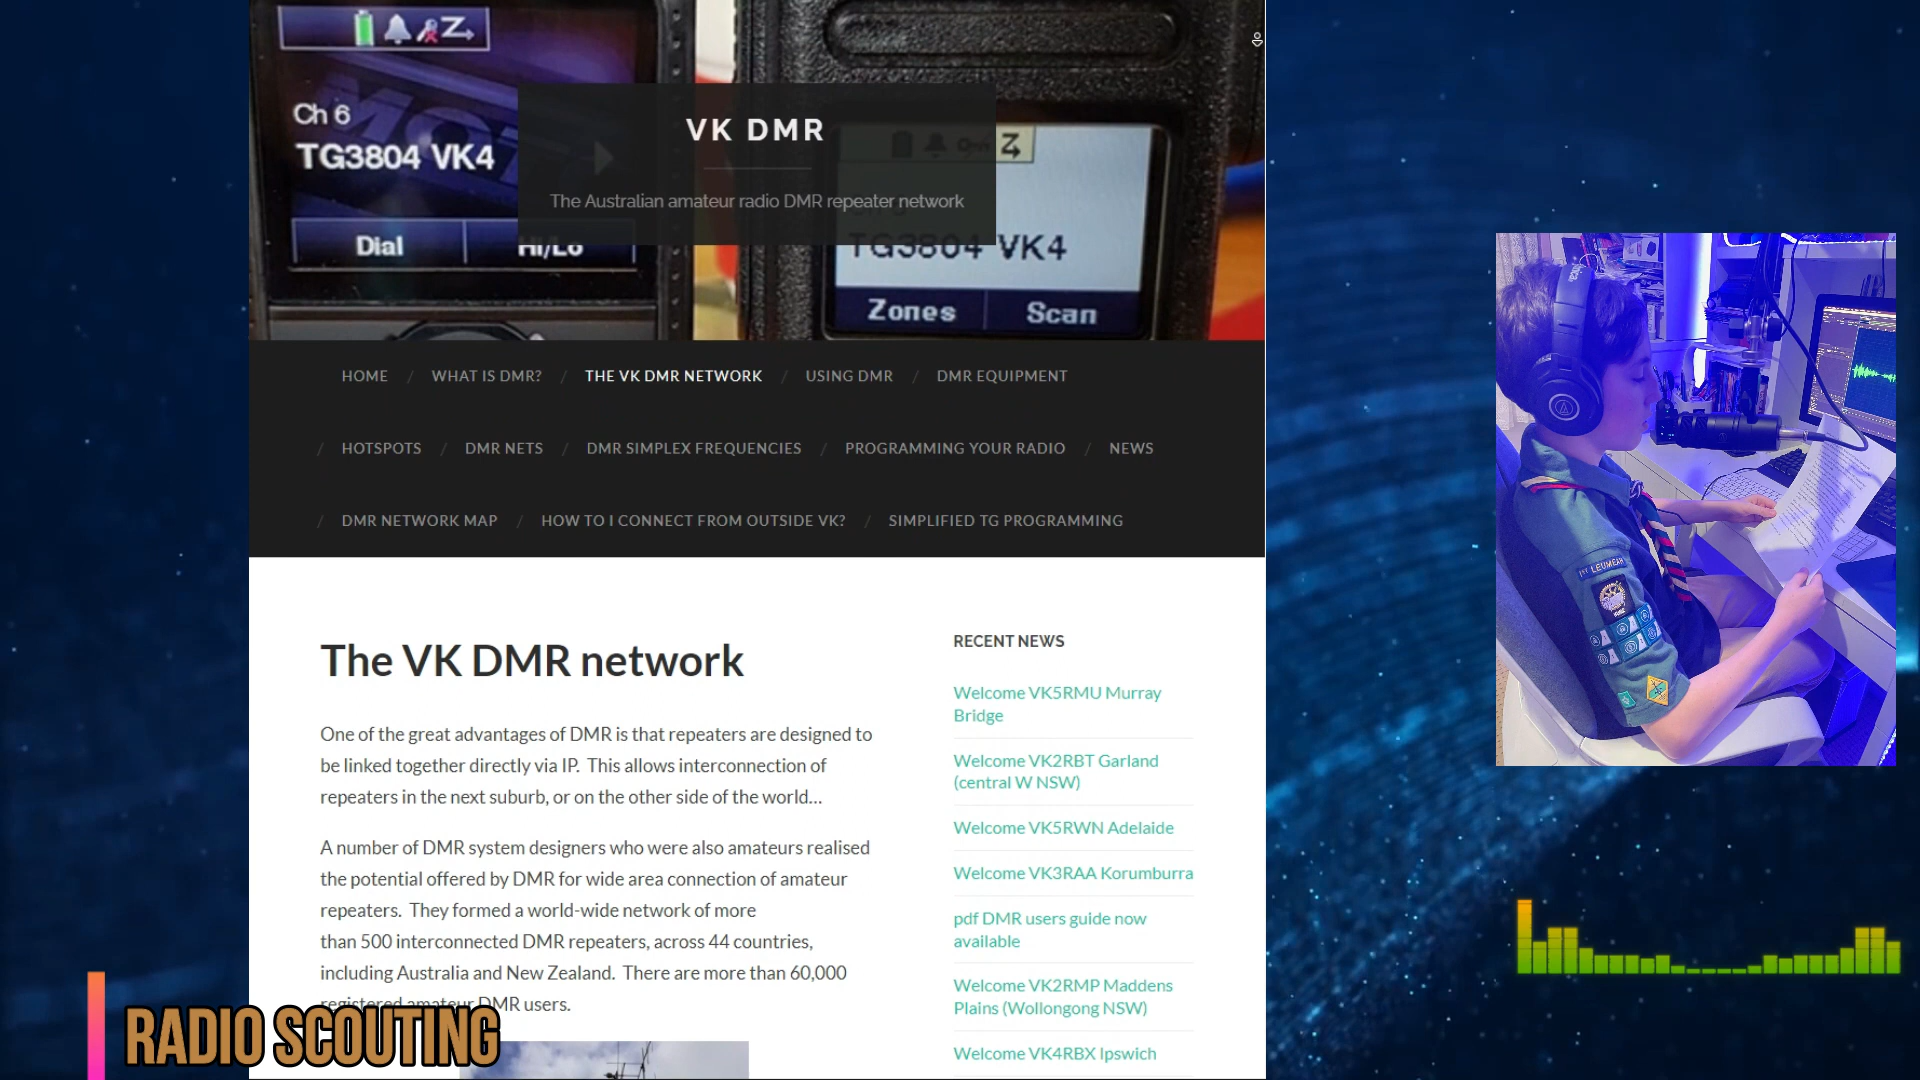 Ch 6
TG3804 VK4
Dial
Hi/Lo
VK DMR
The Australian amateur radio DMR repeater network
TG3804 VK4
Zones
Scan
HOME / WHAT IS DMR? / THE VK DMR NETWORK / USING DMR / DMR EQUIPMENT
/ HOTSPOTS / DMR NETS / DMR SIMPLEX FREQUENCIES / PROGRAMMING YOUR RADIO / NEWS
/ DMR NETWORK MAP / HOW TO I CONNECT FROM OUTSIDE VK? / SIMPLIFIED TG PROGRAMMING
The VK DMR network
One of the great advantages of DMR is that repeaters are designed to
be linked together directly via IP. This allows interconnection of
repeaters in the next suburb, or on the other side of the world…
A number of DMR system designers who were also amateurs realised
the potential offered by DMR for wide area connection of amateur
repeaters. They formed a world-wide network of more
than 500 interconnected DMR repeaters, across 44 countries,
including Australia and New Zealand. There are more than 60,000
registered amateur DMR users.
RECENT NEWS
Welcome VK5RMU Murray
Bridge
Welcome VK2RBT Garland
(central W NSW)
Welcome VK5RWN Adelaide
Welcome VK3RAA Korumburra
pdf DMR users guide now
available
Welcome VK2RMP Maddens
Plains (Wollongong NSW)
Welcome VK4RBX Ipswich
1ST LEUMEAH
RADIO SCOUTING